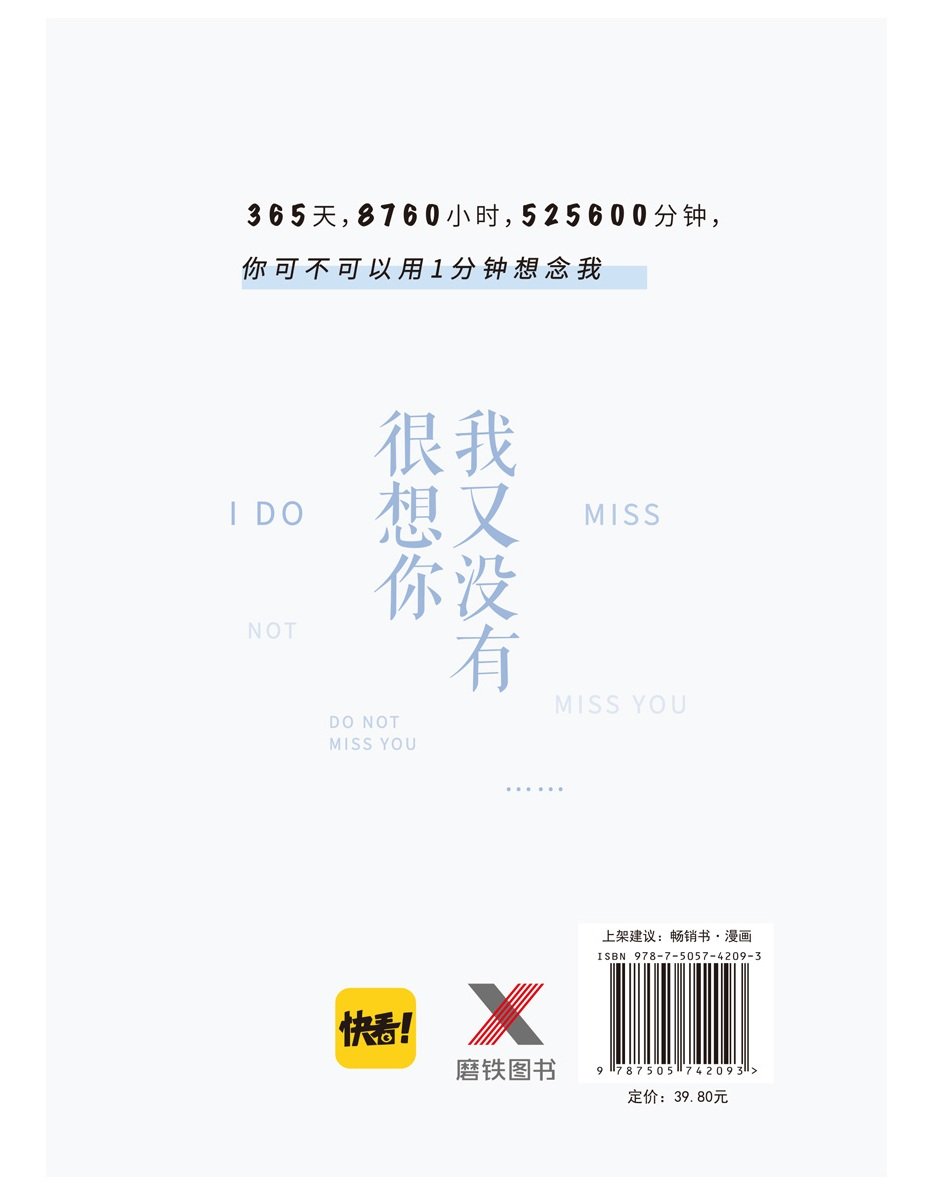 365天，8760小时，525600分钟，
你可不可以用1分钟想念我
我又没有
很想你
I DO
MISS
NOT
MISS YOU
DO NOT
MISS YOU
……
快看!
磨铁图书
上架建议：畅销书·漫画
ISBN 978-7-5057-4209-3
9 787505 742093 >
定价：39.80元